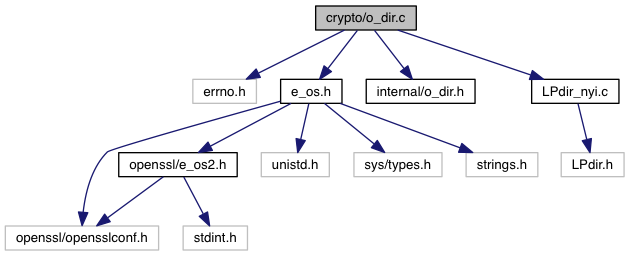 crypto/o_dir.c
errno.h
e_os.h
internal/o_dir.h
LPdir_nyi.c
openssl/e_os2.h
unistd.h
sys/types.h
strings.h
LPdir.h
openssl/opensslconf.h
stdint.h